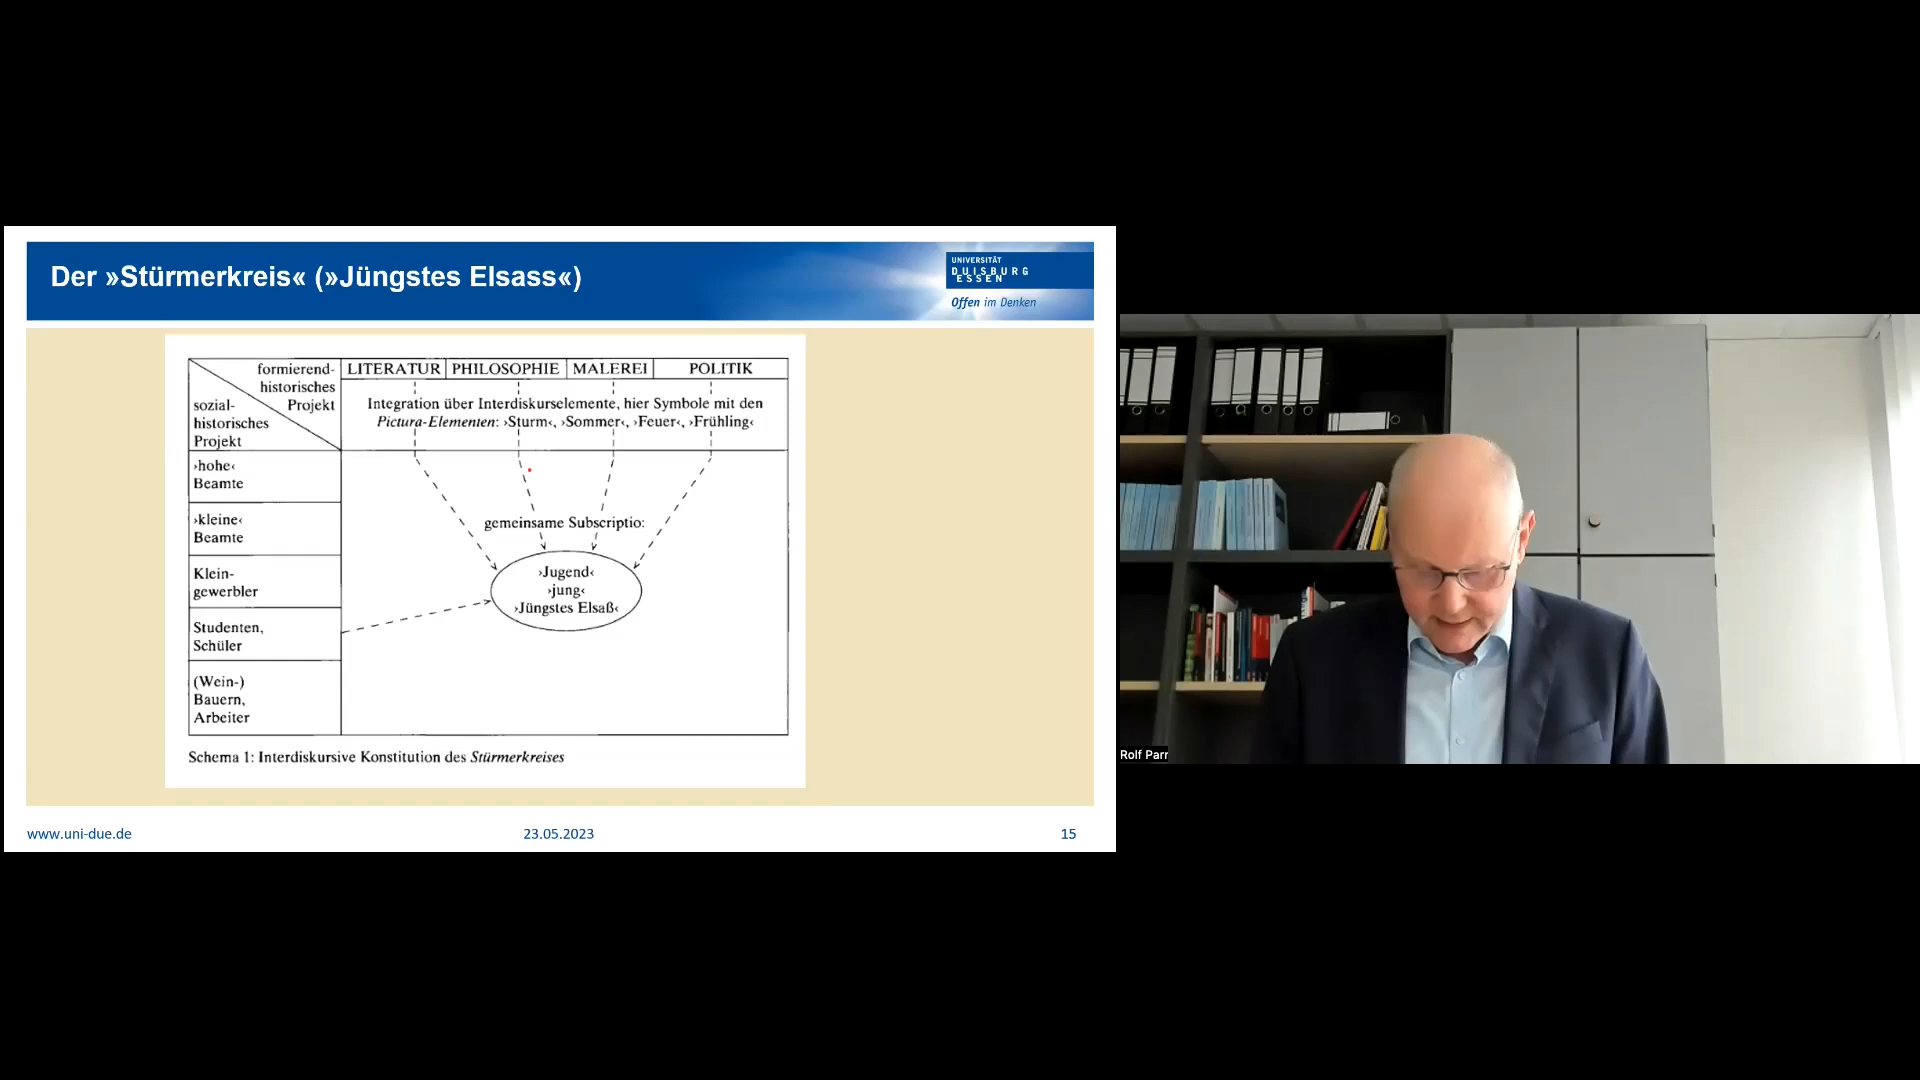 Der »Stürmerkreis« (»Jüngstes Elsass«)
UNIVERSITÄT
DUISBURG
ESSEN
Offen im Denken
formierend-
historisches
Projekt
sozial-
historisches
Projekt
LITERATUR PHILOSOPHIE MALEREI POLITIK
Integration über Interdiskurselemente, hier Symbole mit den
Pictura-Elementen: ›Sturm‹, ›Sommer‹, ›Feuer‹, ›Frühling‹
›hohe‹
Beamte
›kleine‹
Beamte
Klein-
gewerbler
Studenten,
Schüler
(Wein-)
Bauern,
Arbeiter
gemeinsame Subscriptio:
›Jugend‹
›jung‹
›Jüngstes Elsaß‹
Schema 1: Interdiskursive Konstitution des Stürmerkreises
www.uni-due.de
23.05.2023
15
Rolf Parr